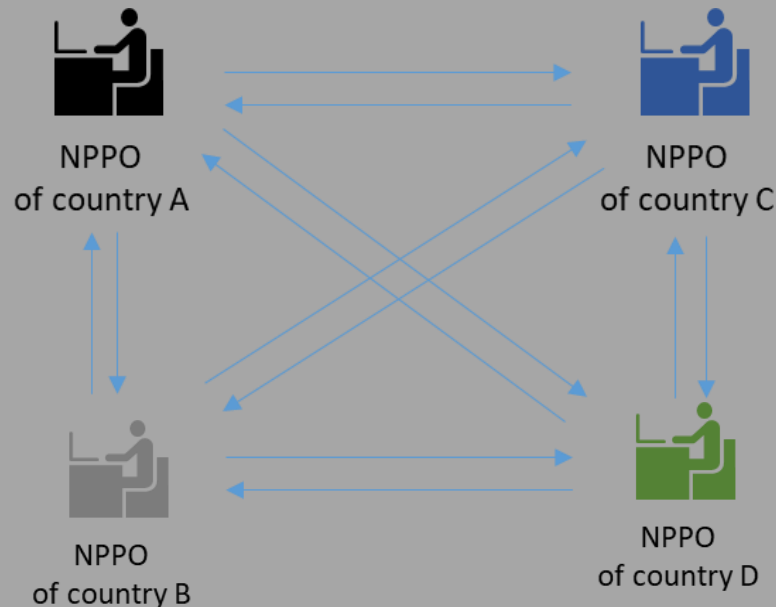 NPPO
of country A
NPPO
of country C
NPPO
of country B
NPPO
of country D